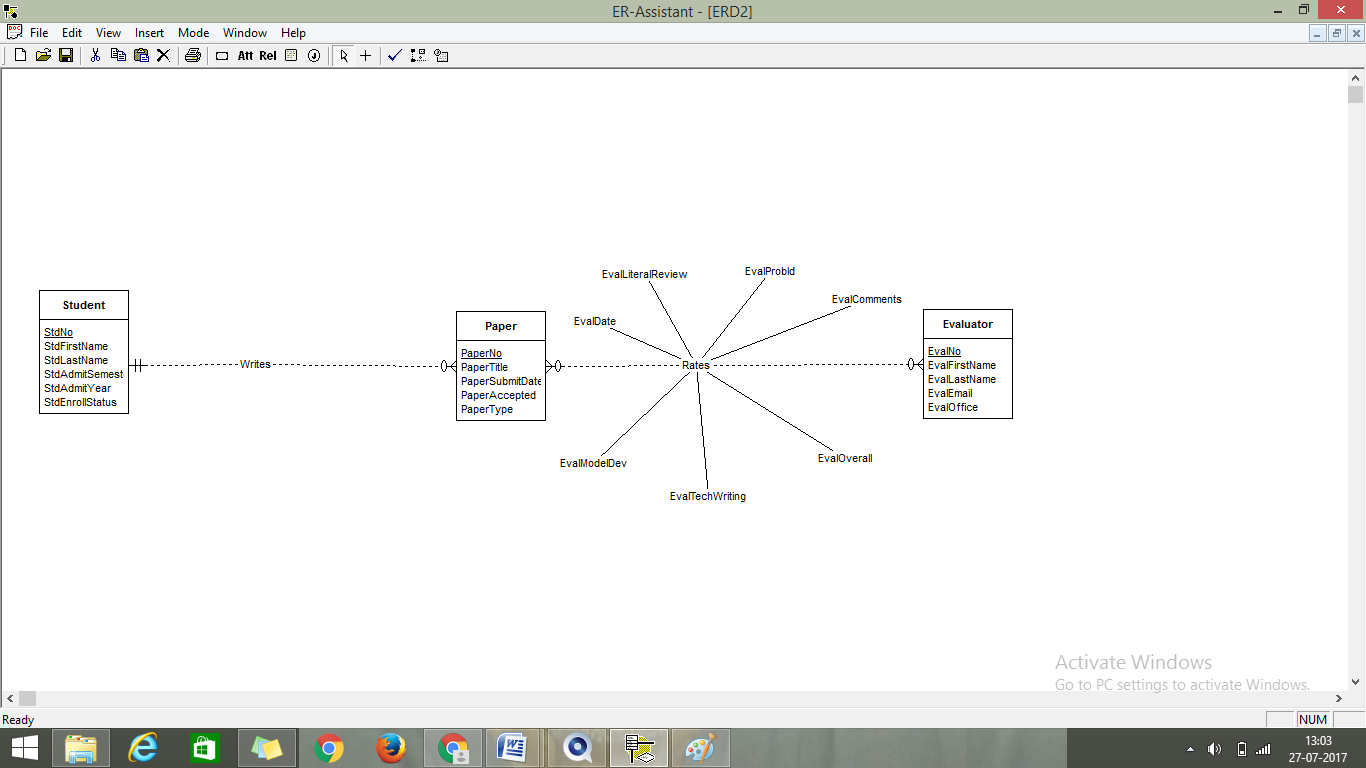 ER-Assistant - [ERD2]
File Edit View Insert Mode Window Help
Att Rel J
EvalLiteralReview
EvalProbId
EvalComments
EvalDate
Student
StdNo
StdFirstName
StdLastName
StdAdmitSemest
StdAdmitYear
StdEnrollStatus
Writes
Paper
PaperNo
PaperTitle
PaperSubmitDate
PaperAccepted
PaperType
Rates
Evaluator
EvalNo
EvalFirstName
EvalLastName
EvalEmail
EvalOffice
EvalModelDev
EvalTechWriting
EvalOverall
Activate Windows
Go to PC settings to activate Windows.
Ready
NUM
13:03
27-07-2017